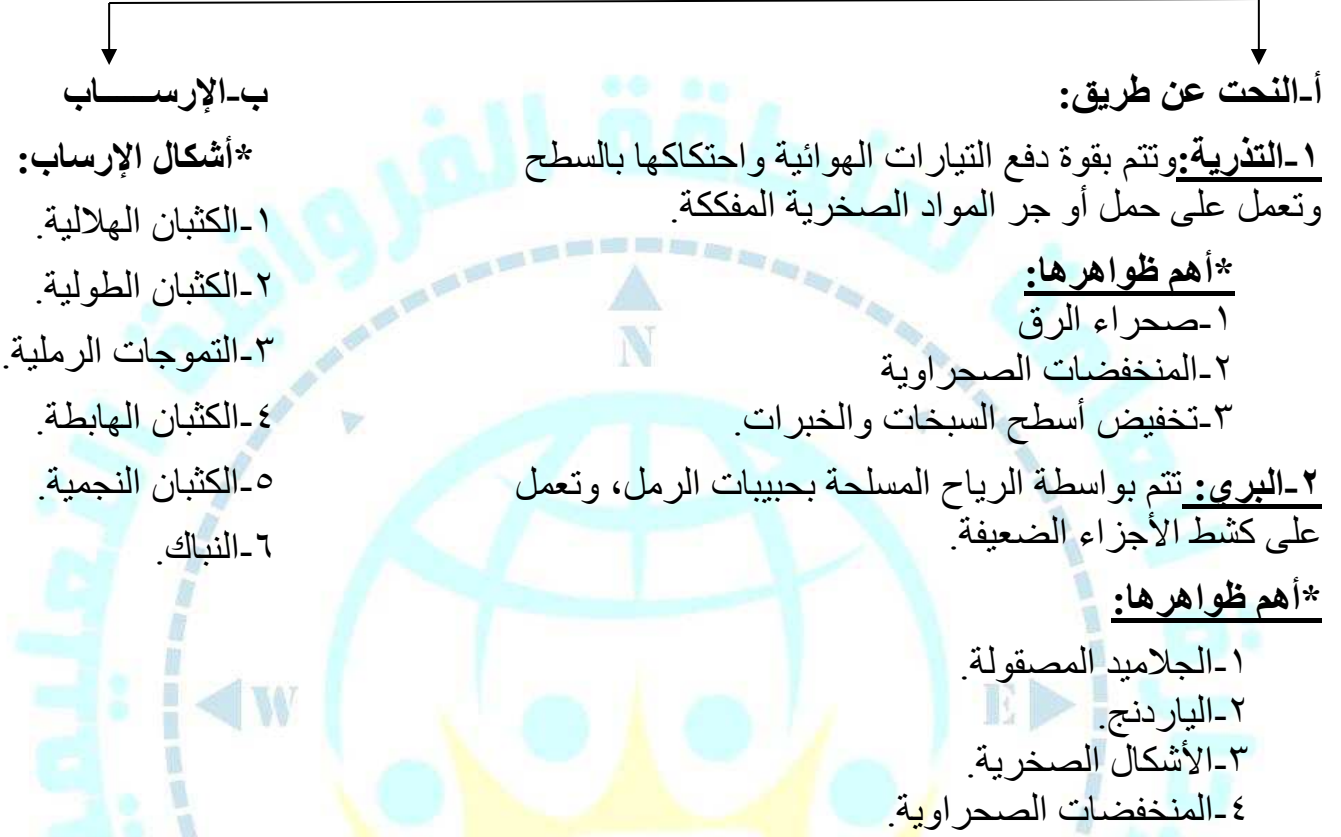 أ-النحت عن طريق:
١-التذرية:وتتم بقوة دفع التيارات الهوائية واحتكاكها بالسطح
وتعمل على حمل أو جر المواد الصخرية المفككة.
*أهم ظواهرها:
١-صحراء الرق
٢-المنخفضات الصحراوية
٣-تخفيض أسطح السبخات والخبرات.
٢-البري: تتم بواسطة الرياح المسلحة بحبيبات الرمل، وتعمل
على كشط الأجزاء الضعيفة.
*أهم ظواهرها:
١-الجلاميد المصقولة.
٢-الياردنج.
٣-الأشكال الصخرية.
٤-المنخفضات الصحراوية.
ب-الإرســــاب
*أشكال الإرساب:
١-الكثبان الهلالية.
٢-الكثبان الطولية.
٣-التموجات الرملية.
٤-الكثبان الهابطة.
٥-الكثبان النجمية.
٦-النباك.
N
W
E